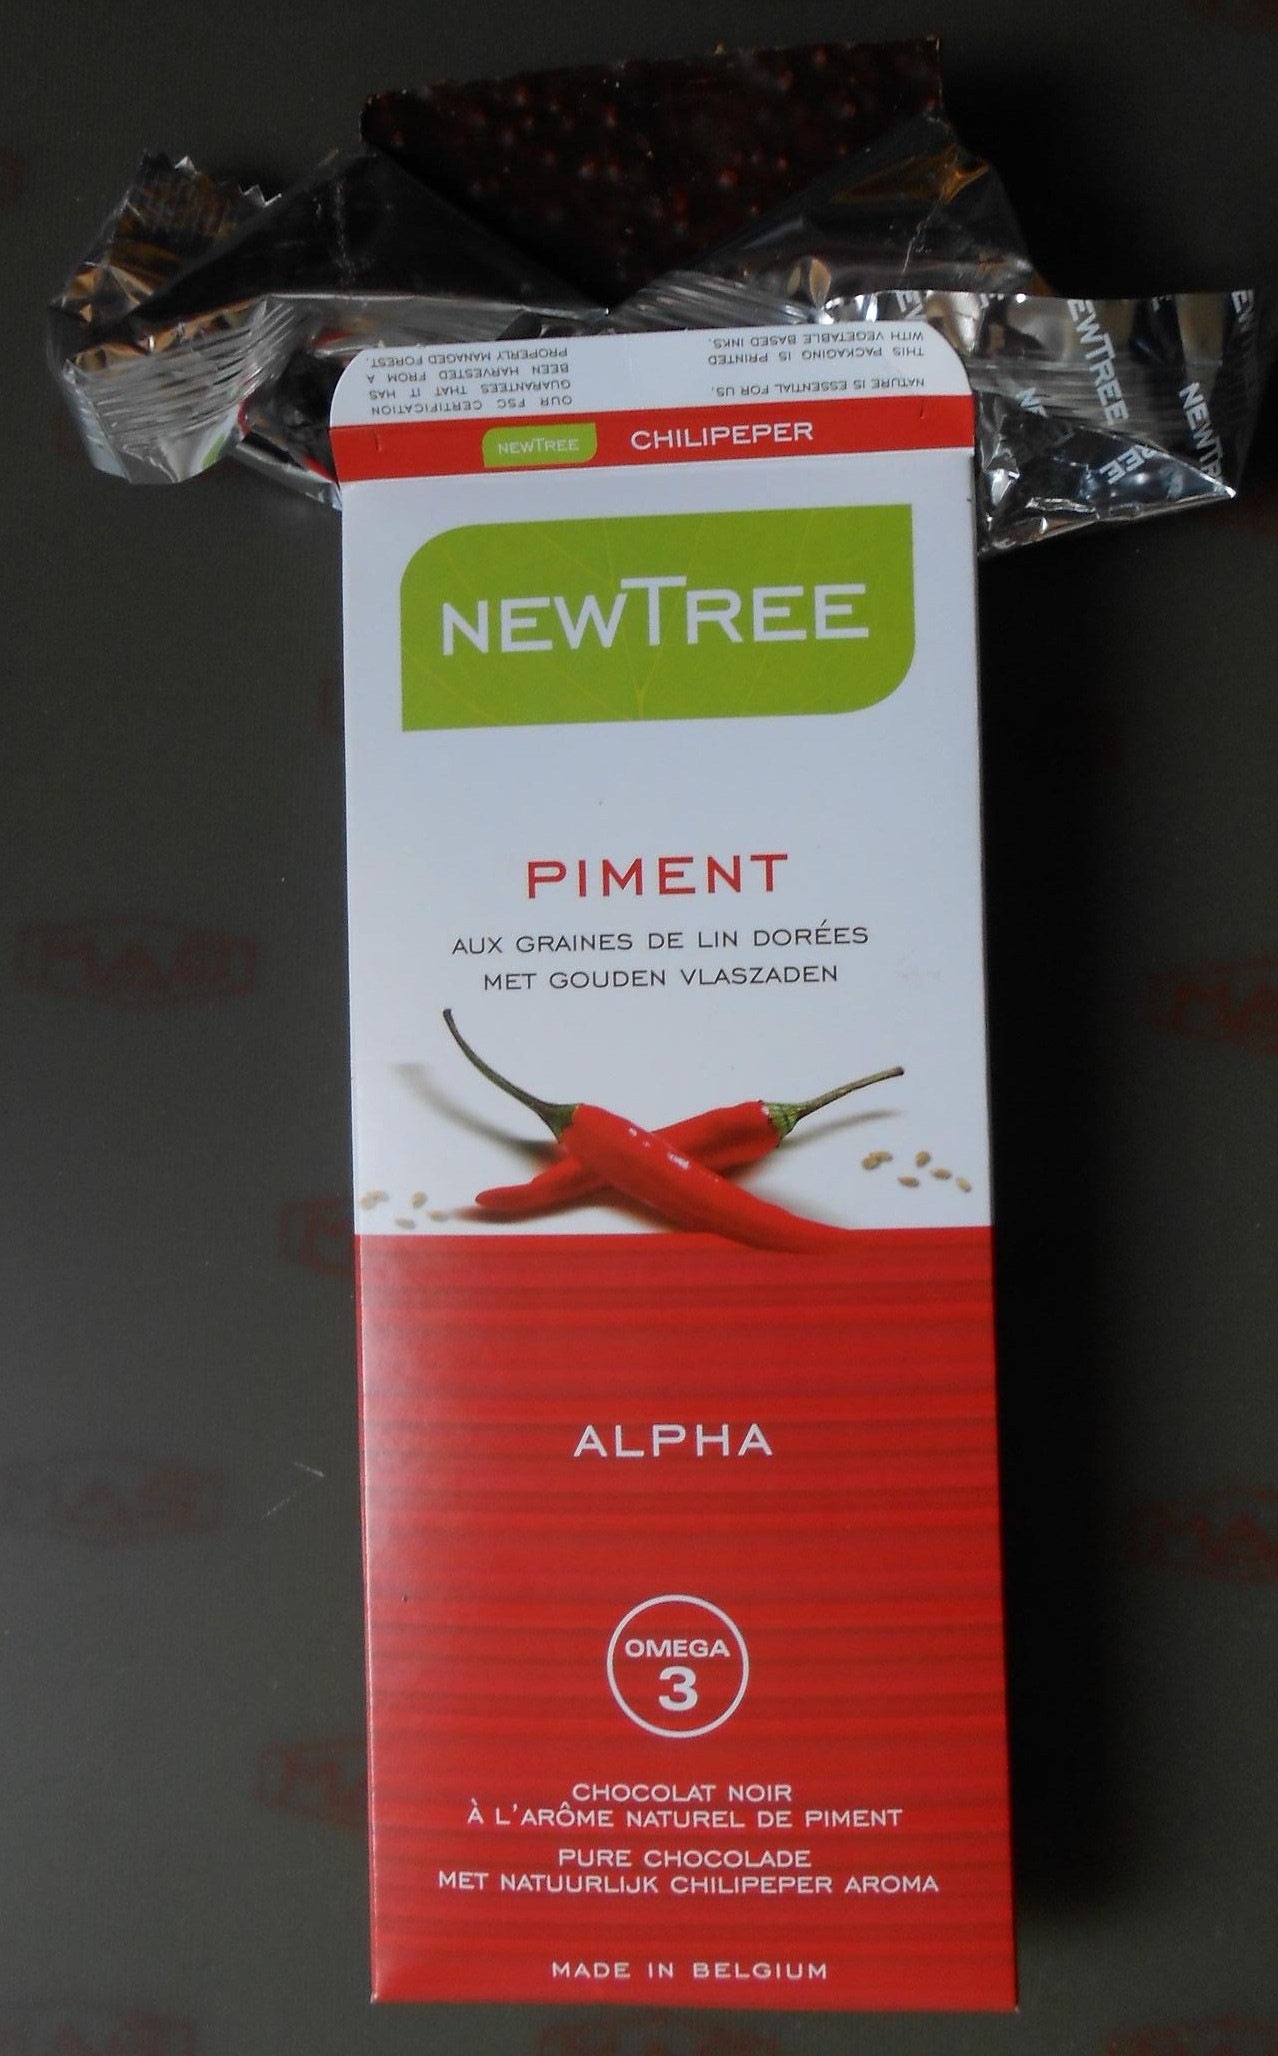 OUR FSC CERTIFICATION
GUARANTEES THAT IT HAS
BEEN HARVESTED FROM A
PROPERLY MANAGED FOREST.
NATURE IS ESSENTIAL FOR US.
THIS PACKAGING IS PRINTED
WITH VEGETABLE BASED INKS.
NEWTREE CHILIPEPER
NEWTREE
NEWTREE
PIMENT
AUX GRAINES DE LIN DORÉES
MET GOUDEN VLASZADEN
ALPHA
OMEGA
3
CHOCOLAT NOIR
À L'ARÔME NATUREL DE PIMENT
PURE CHOCOLADE
MET NATUURLIJK CHILIPEPER AROMA
MADE IN BELGIUM